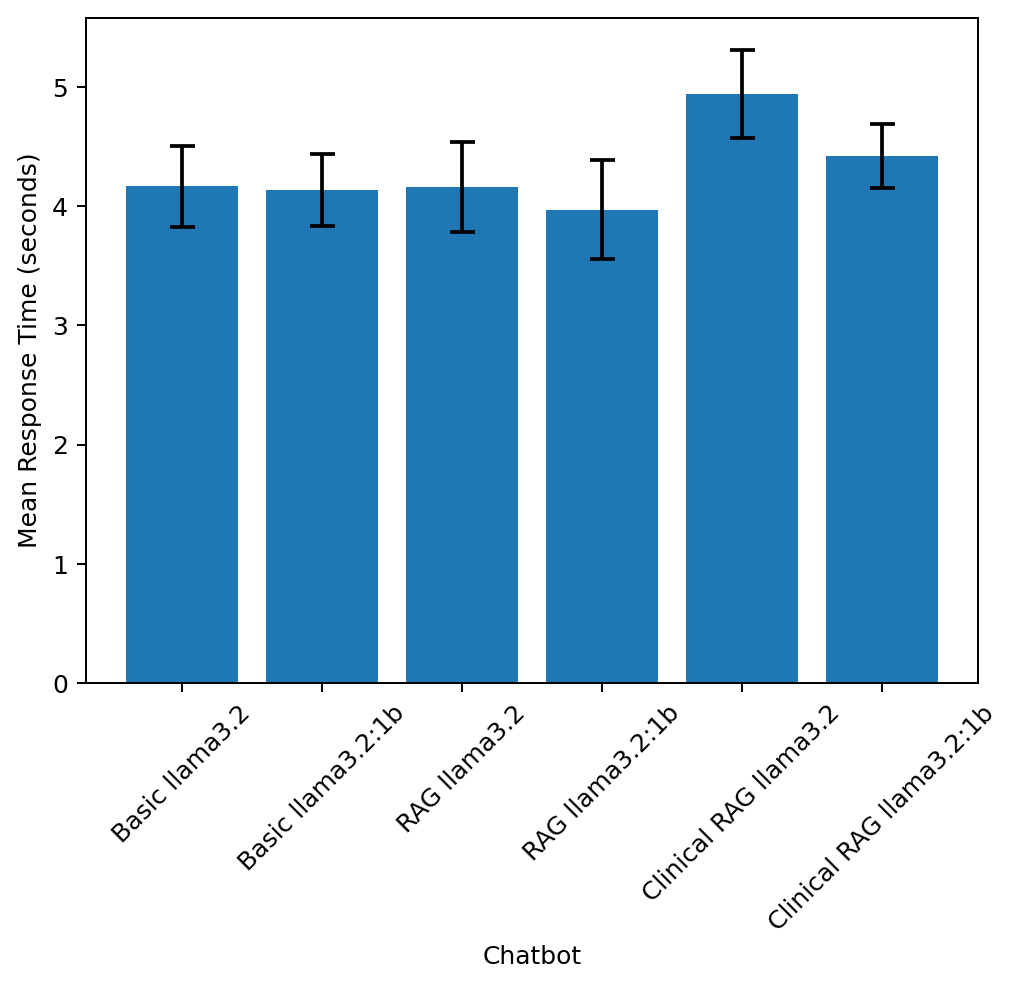 Mean Response Time (seconds)
5
4
3
2
1
0
Basic llama3.2
Basic llama3.2:1b
RAG llama3.2
RAG llama3.2:1b
Clinical RAG llama3.2
Clinical RAG llama3.2:1b
Chatbot